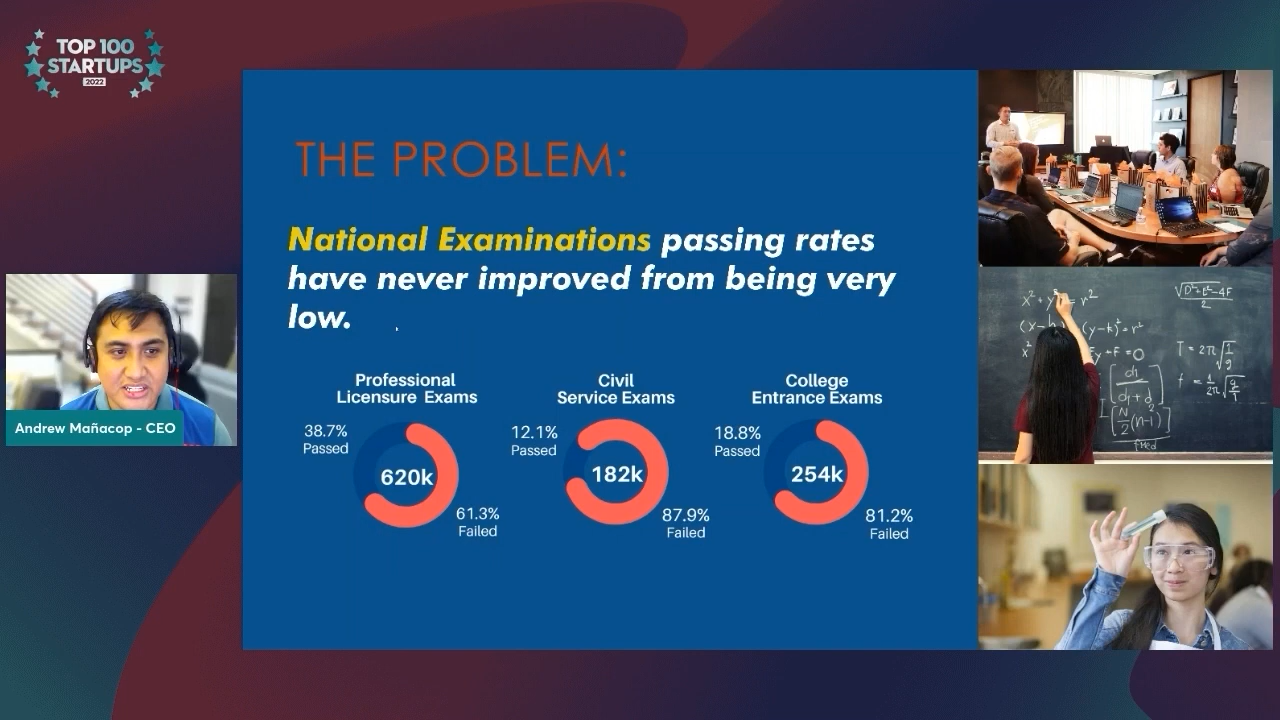 TOP 100
STARTUPS
2022
THE PROBLEM:
National Examinations passing rates
have never improved from being very
low.
Professional
Licensure Exams
38.7%
Passed
620k
61.3%
Failed
Civil
Service Exams
12.1%
Passed
182k
87.9%
Failed
College
Entrance Exams
18.8%
Passed
254k
81.2%
Failed
Andrew Mañacop - CEO